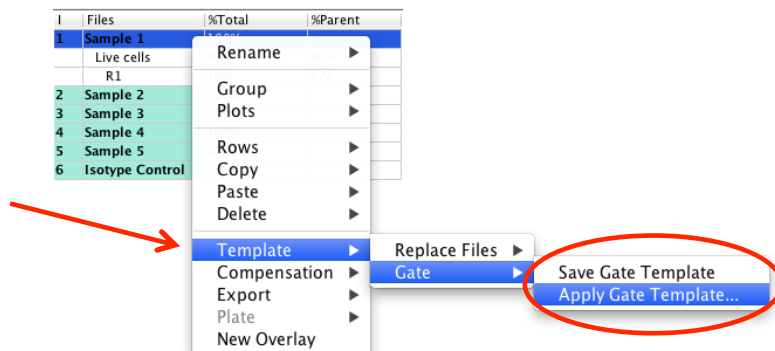 I Files %Total %Parent
1 Sample 1 100%
Live cells
R1
2 Sample 2
3 Sample 3
4 Sample 4
5 Sample 5
6 Isotype Control
Rename
Group
Plots
Rows
Copy
Paste
Delete
Template
Compensation
Export
Plate
New Overlay
Replace Files
Gate
Save Gate Template
Apply Gate Template...